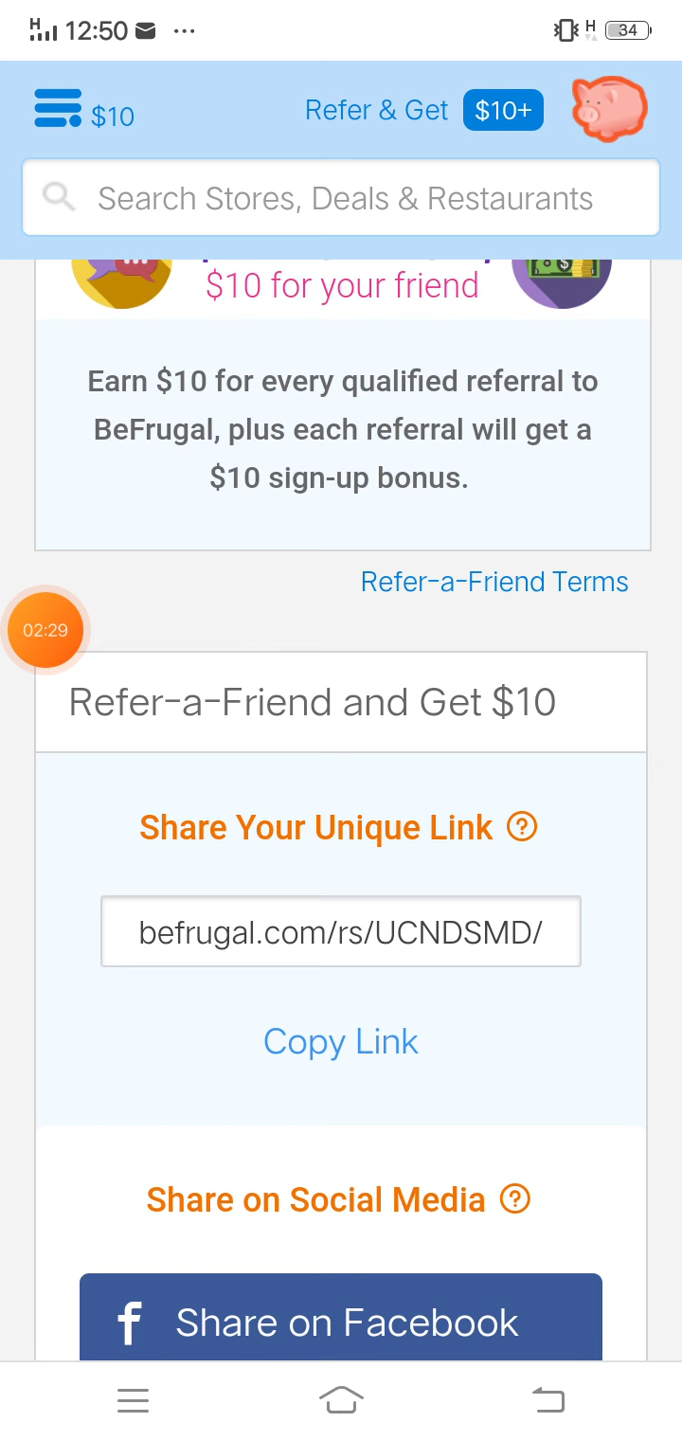 H 12:50 ... H 34
$10 Refer & Get $10+
Search Stores, Deals & Restaurants
$10 for your friend
Earn $10 for every qualified referral to
BeFrugal, plus each referral will get a
$10 sign-up bonus.
Refer-a-Friend Terms
02:29
Refer-a-Friend and Get $10
Share Your Unique Link ?
befrugal.com/rs/UCNDSMD/
Copy Link
Share on Social Media ?
f Share on Facebook